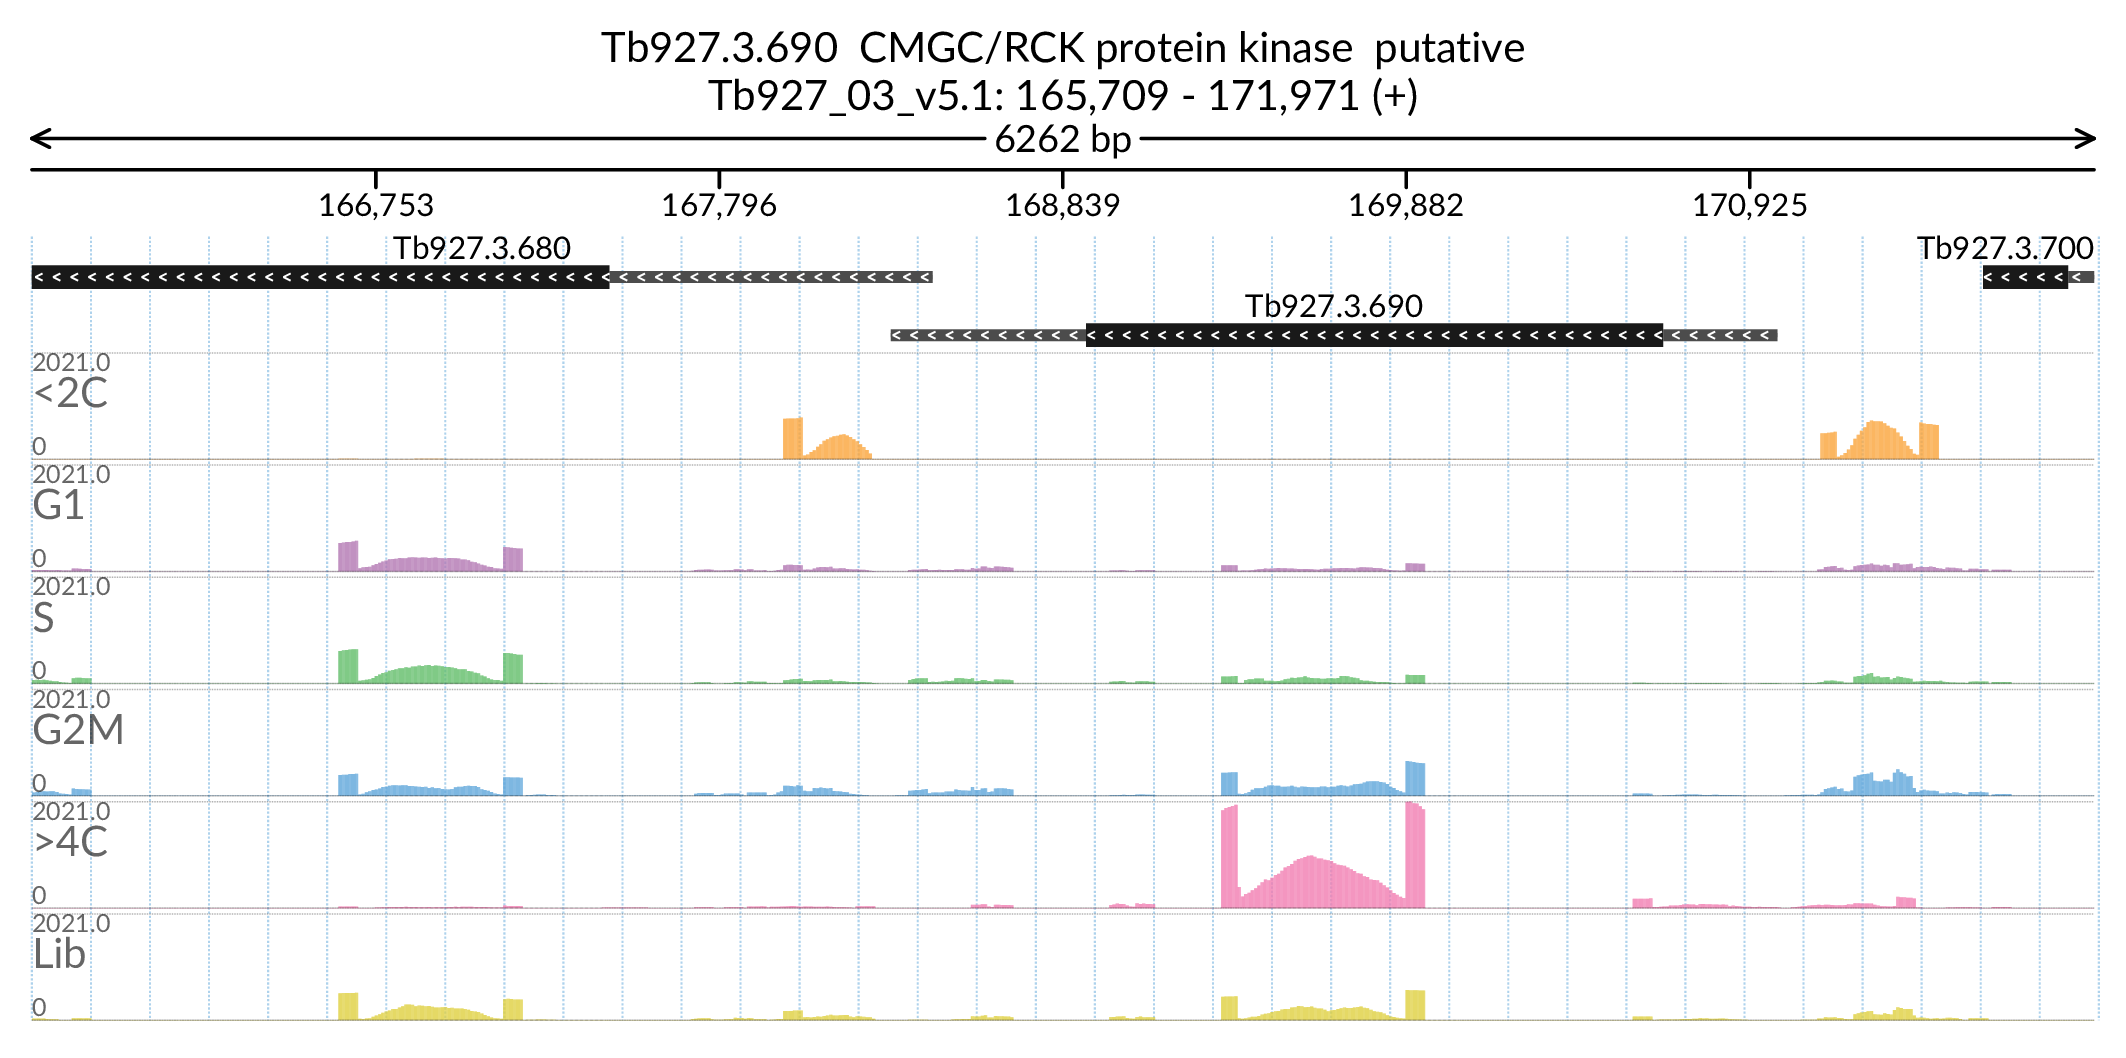 Tb927.3.690  CMGC/RCK protein kinase  putative
Tb927_03_v5.1: 165,709 - 171,971 (+)
6262 bp
166,753 167,796 168,839 169,882 170,925
Tb927.3.680 Tb927.3.700
Tb927.3.690
2021.0
<2C
0
2021.0
G1
0
2021.0
S
0
2021.0
G2M
0
2021.0
>4C
0
2021.0
Lib
0